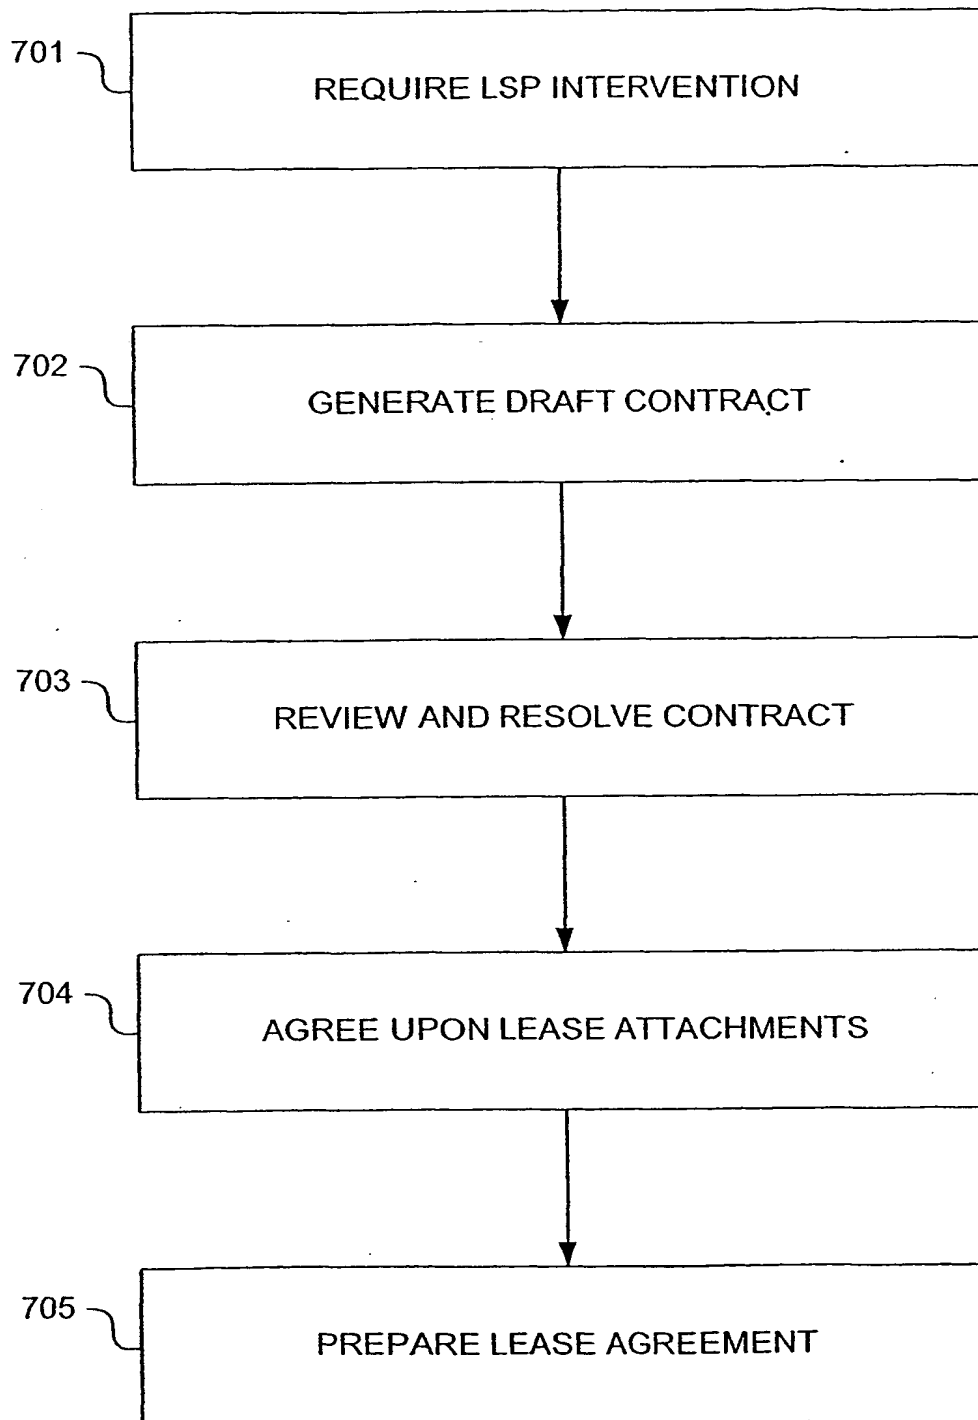 701
REQUIRE LSP INTERVENTION
702
GENERATE DRAFT CONTRACT
703
REVIEW AND RESOLVE CONTRACT
704
AGREE UPON LEASE ATTACHMENTS
705
PREPARE LEASE AGREEMENT